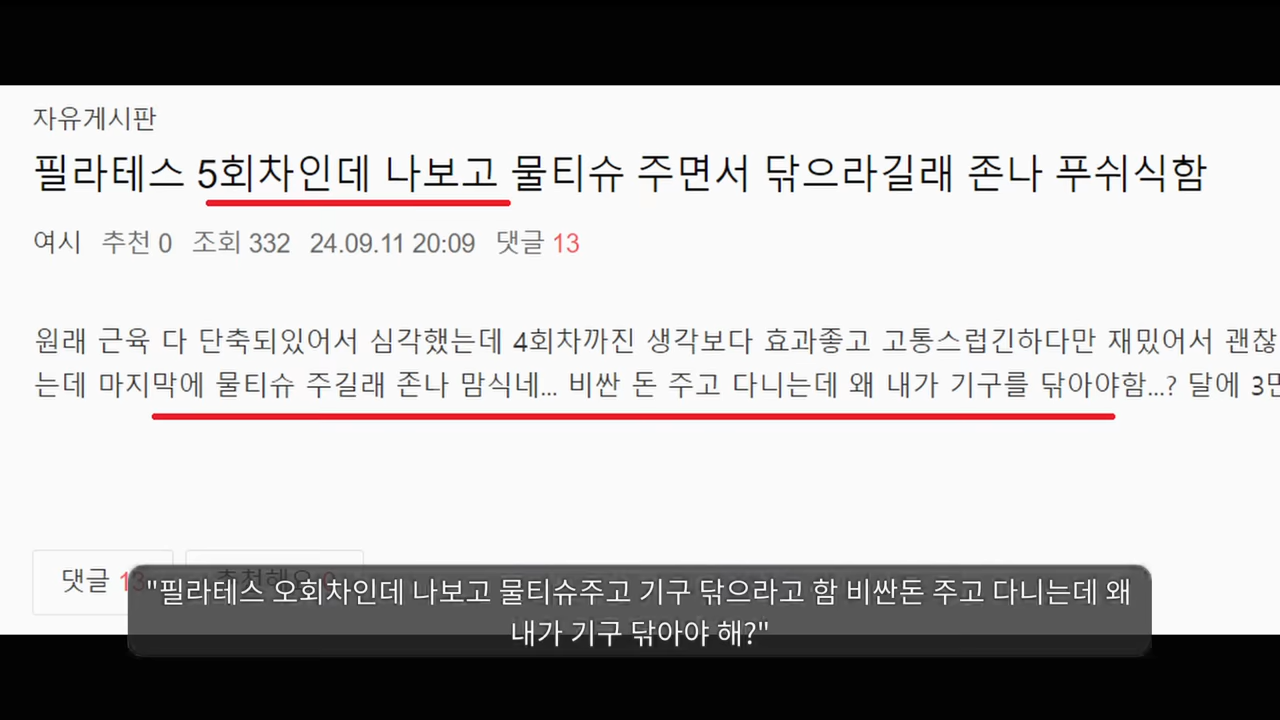 자유게시판
필라테스 5회차인데 나보고 물티슈 주면서 닦으라길래 존나 푸쉬식함
여시 추천 0 조회 332 24.09.11 20:09 댓글 13
원래 근육 다 단축되있어서 심각했는데 4회차까진 생각보다 효과좋고 고통스럽긴하다만 재밌어서 괜찮
는데 마지막에 물티슈 주길래 존나 맘식네... 비싼 돈 주고 다니는데 왜 내가 기구를 닦아야함...? 달에 3만
댓글 13 추천해요 0
"필라테스 오회차인데 나보고 물티슈주고 기구 닦으라고 함 비싼돈 주고 다니는데 왜
내가 기구 닦아야 해?"